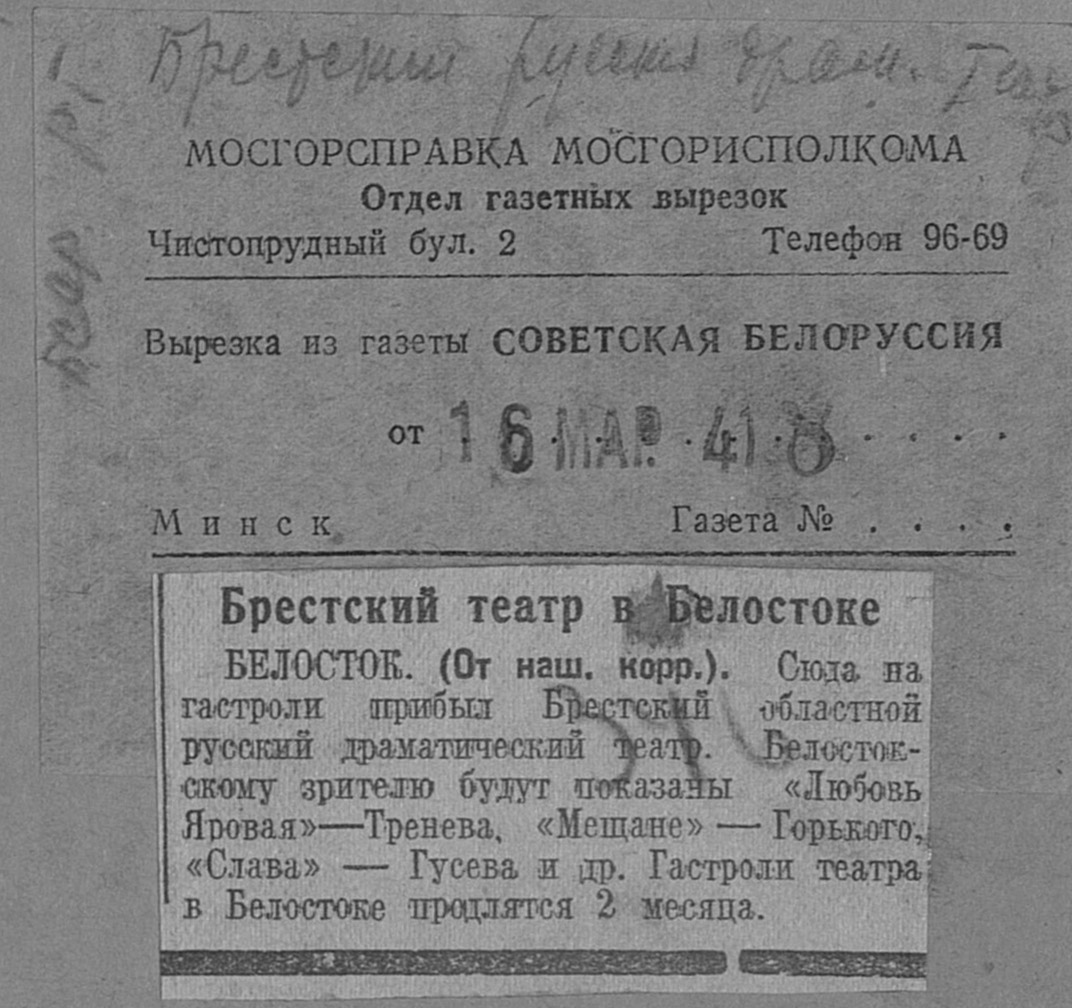 Брестский русский драм. Теа
МОСГОРСПРАВКА МОСГОРИСПОЛКОМА
Отдел газетных вырезок
Чистопрудный бул. 2 Телефон 96-69
Вырезка из газеты СОВЕТСКАЯ БЕЛОРУССИЯ
от 16 МАР. 41
Минск Газета № . . . .
Брестский театр в Белостоке
БЕЛОСТОК. (От наш. корр.). Сюда на
гастроли прибыл Брестский областной
русский драматический театр. Белосток-
скому зрителю будут показаны «Любовь
Яровая»—Тренева, «Мещане» — Горького,
«Слава» — Гусева и др. Гастроли театра
в Белостоке продлятся 2 месяца.